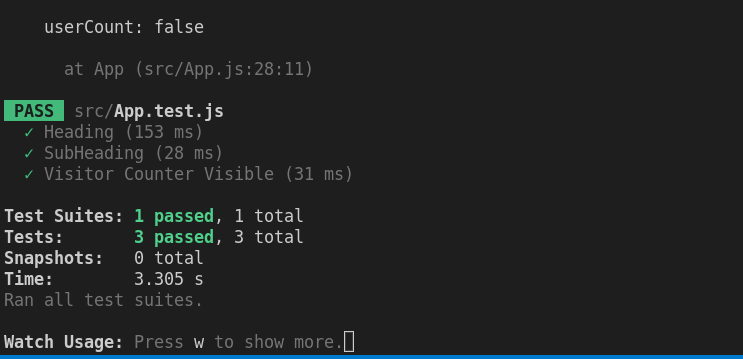 userCount: false
at App (src/App.js:28:11)
PASS src/App.test.js
✓ Heading (153 ms)
✓ SubHeading (28 ms)
✓ Visitor Counter Visible (31 ms)
Test Suites: 1 passed, 1 total
Tests: 3 passed, 3 total
Snapshots: 0 total
Time: 3.305 s
Ran all test suites.
Watch Usage: Press w to show more.